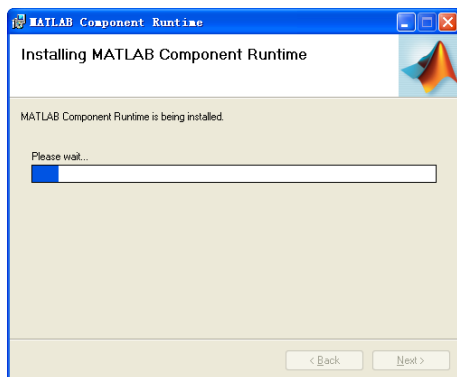 MATLAB Component Runtime
Installing MATLAB Component Runtime
MATLAB Component Runtime is being installed.
Please wait...
< Back
Next >